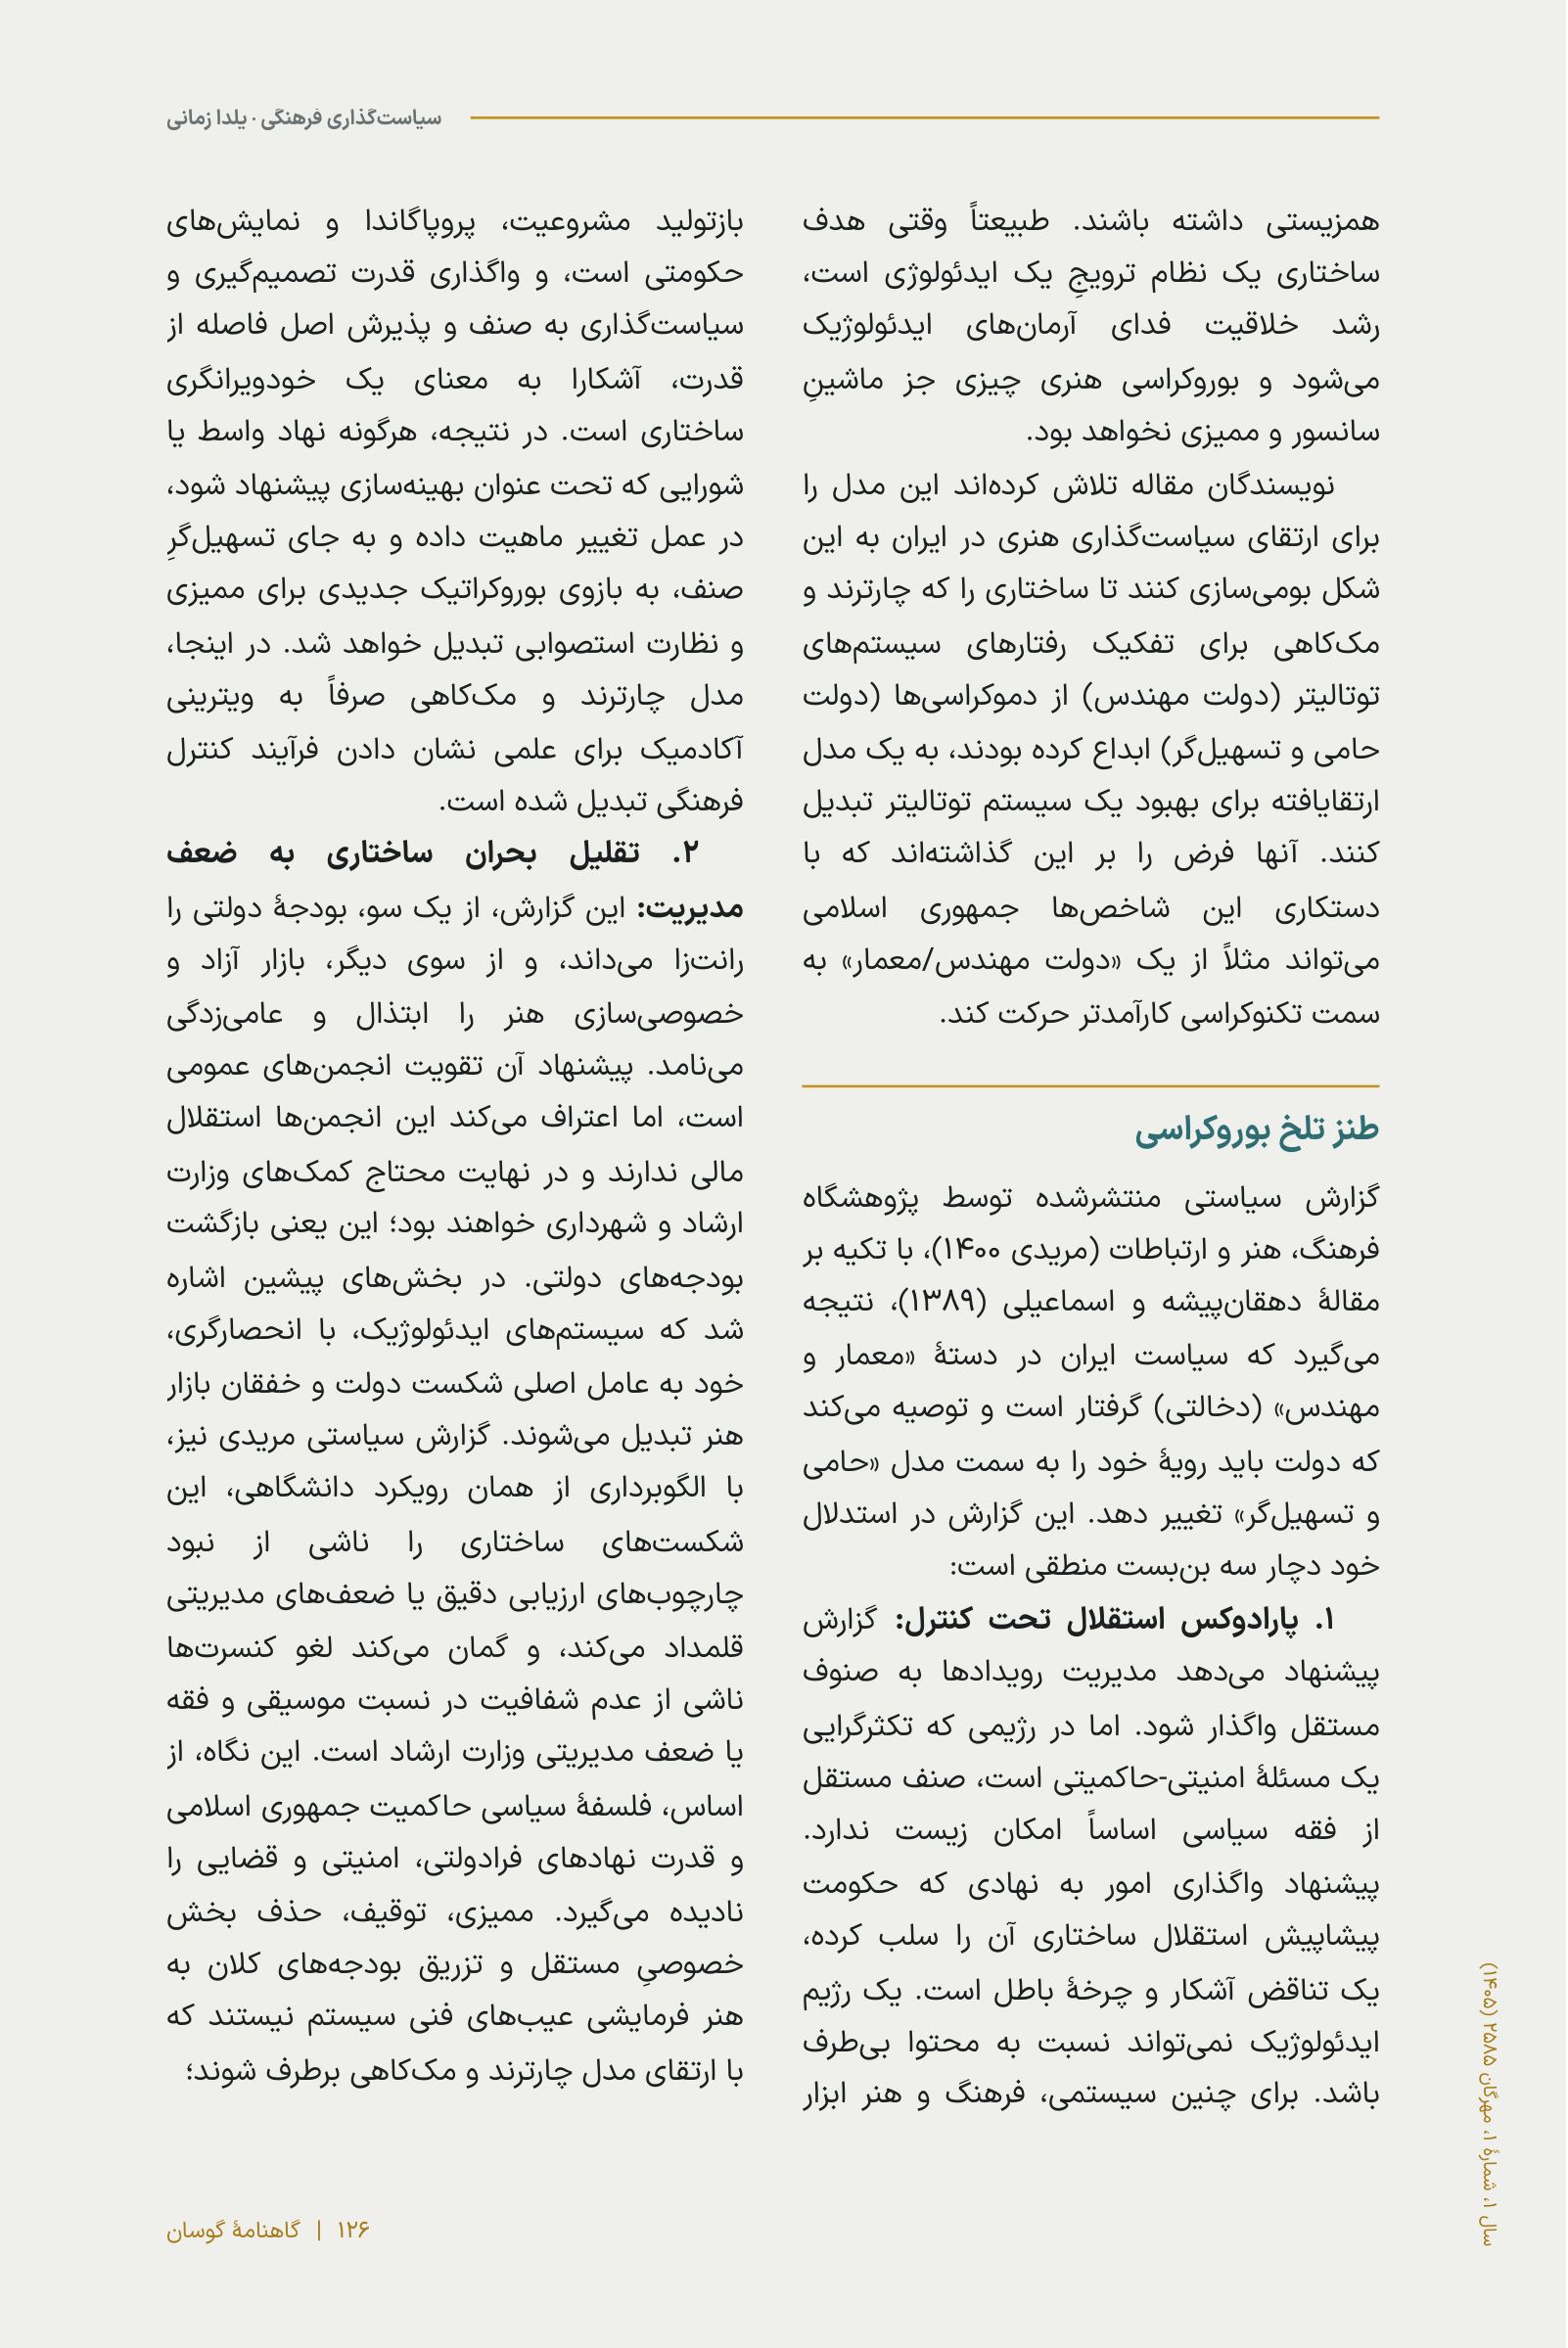 سیاست‌گذاری فرهنگی · یلدا زمانی
همزیستی داشته باشند. طبیعتاً وقتی هدف
ساختاری یک نظام ترویجِ یک ایدئولوژی است،
رشد خلاقیت فدای آرمان‌های ایدئولوژیک
می‌شود و بوروکراسی هنری چیزی جز ماشینِ
سانسور و ممیزی نخواهد بود.
نویسندگان مقاله تلاش کرده‌اند این مدل را
برای ارتقای سیاست‌گذاری هنری در ایران به این
شکل بومی‌سازی کنند تا ساختاری را که چارترند و
مک‌کاهی برای تفکیک رفتارهای سیستم‌های
توتالیتر (دولت مهندس) از دموکراسی‌ها (دولت
حامی و تسهیل‌گر) ابداع کرده بودند، به یک مدل
ارتقایافته برای بهبود یک سیستم توتالیتر تبدیل
کنند. آنها فرض را بر این گذاشته‌اند که با
دستکاری این شاخص‌ها جمهوری اسلامی
می‌تواند مثلاً از یک «دولت مهندس/معمار» به
سمت تکنوکراسی کارآمدتر حرکت کند.
طنز تلخ بوروکراسی
گزارش سیاستی منتشرشده توسط پژوهشگاه
فرهنگ، هنر و ارتباطات (مریدی ۱۴۰۰)، با تکیه بر
مقالهٔ دهقان‌پیشه و اسماعیلی (۱۳۸۹)، نتیجه
می‌گیرد که سیاست ایران در دستهٔ «معمار و
مهندس» (دخالتی) گرفتار است و توصیه می‌کند
که دولت باید رویهٔ خود را به سمت مدل «حامی
و تسهیل‌گر» تغییر دهد. این گزارش در استدلال
خود دچار سه بن‌بست منطقی است:
۱. پارادوکس استقلال تحت کنترل: گزارش
پیشنهاد می‌دهد مدیریت رویدادها به صنوف
مستقل واگذار شود. اما در رژیمی که تکثرگرایی
یک مسئلهٔ امنیتی-حاکمیتی است، صنف مستقل
از فقه سیاسی اساساً امکان زیست ندارد.
پیشنهاد واگذاری امور به نهادی که حکومت
پیشاپیش استقلال ساختاری آن را سلب کرده،
یک تناقض آشکار و چرخهٔ باطل است. یک رژیم
ایدئولوژیک نمی‌تواند نسبت به محتوا بی‌طرف
باشد. برای چنین سیستمی، فرهنگ و هنر ابزار
بازتولید مشروعیت، پروپاگاندا و نمایش‌های
حکومتی است، و واگذاری قدرت تصمیم‌گیری و
سیاست‌گذاری به صنف و پذیرش اصل فاصله از
قدرت، آشکارا به معنای یک خودویرانگری
ساختاری است. در نتیجه، هرگونه نهاد واسط یا
شورایی که تحت عنوان بهینه‌سازی پیشنهاد شود،
در عمل تغییر ماهیت داده و به جای تسهیل‌گرِ
صنف، به بازوی بوروکراتیک جدیدی برای ممیزی
و نظارت استصوابی تبدیل خواهد شد. در اینجا،
مدل چارترند و مک‌کاهی صرفاً به ویترینی
آکادمیک برای علمی نشان دادن فرآیند کنترل
فرهنگی تبدیل شده است.
۲. تقلیل بحران ساختاری به ضعف
مدیریت: این گزارش، از یک سو، بودجهٔ دولتی را
رانت‌زا می‌داند، و از سوی دیگر، بازار آزاد و
خصوصی‌سازی هنر را ابتذال و عامی‌زدگی
می‌نامد. پیشنهاد آن تقویت انجمن‌های عمومی
است، اما اعتراف می‌کند این انجمن‌ها استقلال
مالی ندارند و در نهایت محتاج کمک‌های وزارت
ارشاد و شهرداری خواهند بود؛ این یعنی بازگشت
بودجه‌های دولتی. در بخش‌های پیشین اشاره
شد که سیستم‌های ایدئولوژیک، با انحصارگری،
خود به عامل اصلی شکست دولت و خفقان بازار
هنر تبدیل می‌شوند. گزارش سیاستی مریدی نیز،
با الگوبرداری از همان رویکرد دانشگاهی، این
شکست‌های ساختاری را ناشی از نبود
چارچوب‌های ارزیابی دقیق یا ضعف‌های مدیریتی
قلمداد می‌کند، و گمان می‌کند لغو کنسرت‌ها
ناشی از عدم شفافیت در نسبت موسیقی و فقه
یا ضعف مدیریتی وزارت ارشاد است. این نگاه، از
اساس، فلسفهٔ سیاسی حاکمیت جمهوری اسلامی
و قدرت نهادهای فرادولتی، امنیتی و قضایی را
نادیده می‌گیرد. ممیزی، توقیف، حذف بخش
خصوصیِ مستقل و تزریق بودجه‌های کلان به
هنر فرمایشی عیب‌های فنی سیستم نیستند که
با ارتقای مدل چارترند و مک‌کاهی برطرف شوند؛
سال ۱، شمارهٔ ۱، مهرگان ۲۵۸۵ (۱۴۰۵)
۱۲۶ | گاهنامهٔ گوسان